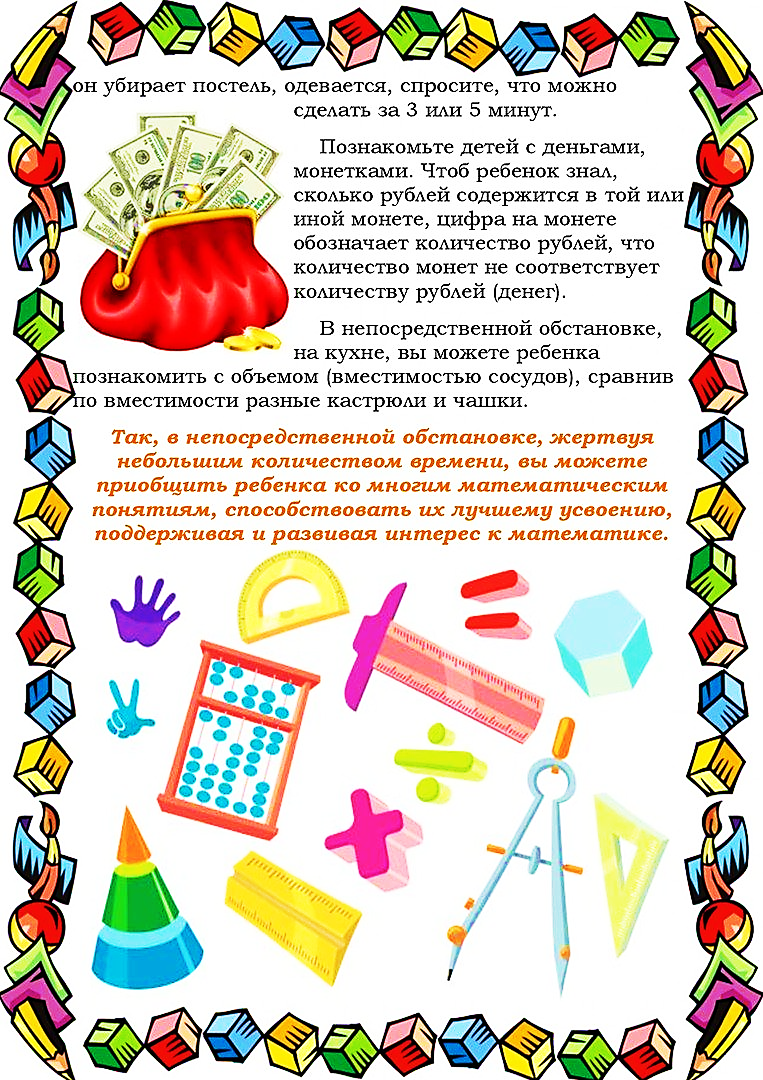 он убирает постель, одевается, спросите, что можно
сделать за 3 или 5 минут.
Познакомьте детей с деньгами,
монетками. Чтоб ребенок знал,
сколько рублей содержится в той или
иной монете, цифра на монете
обозначает количество рублей, что
количество монет не соответствует
количеству рублей (денег).
В непосредственной обстановке,
на кухне, вы можете ребенка
познакомить с объемом (вместимостью сосудов), сравнив
по вместимости разные кастрюли и чашки.
Так, в непосредственной обстановке, жертвуя
небольшим количеством времени, вы можете
приобщить ребенка ко многим математическим
понятиям, способствовать их лучшему усвоению,
поддерживая и развивая интерес к математике.